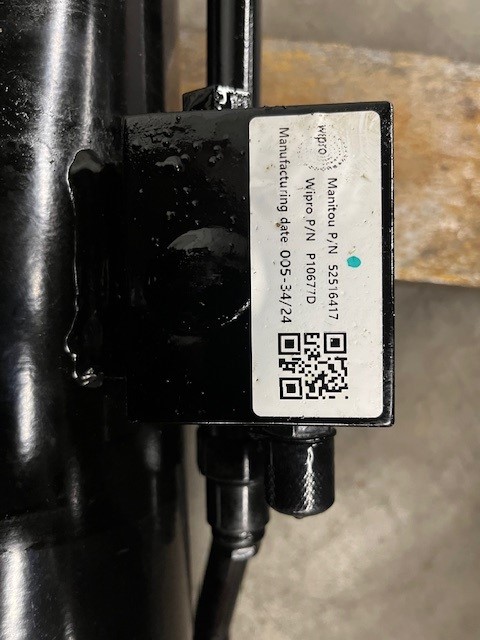 wipro
Manitou P/N 52516417
Wipro P/N P10677D
Manufacturing date 005-34/24